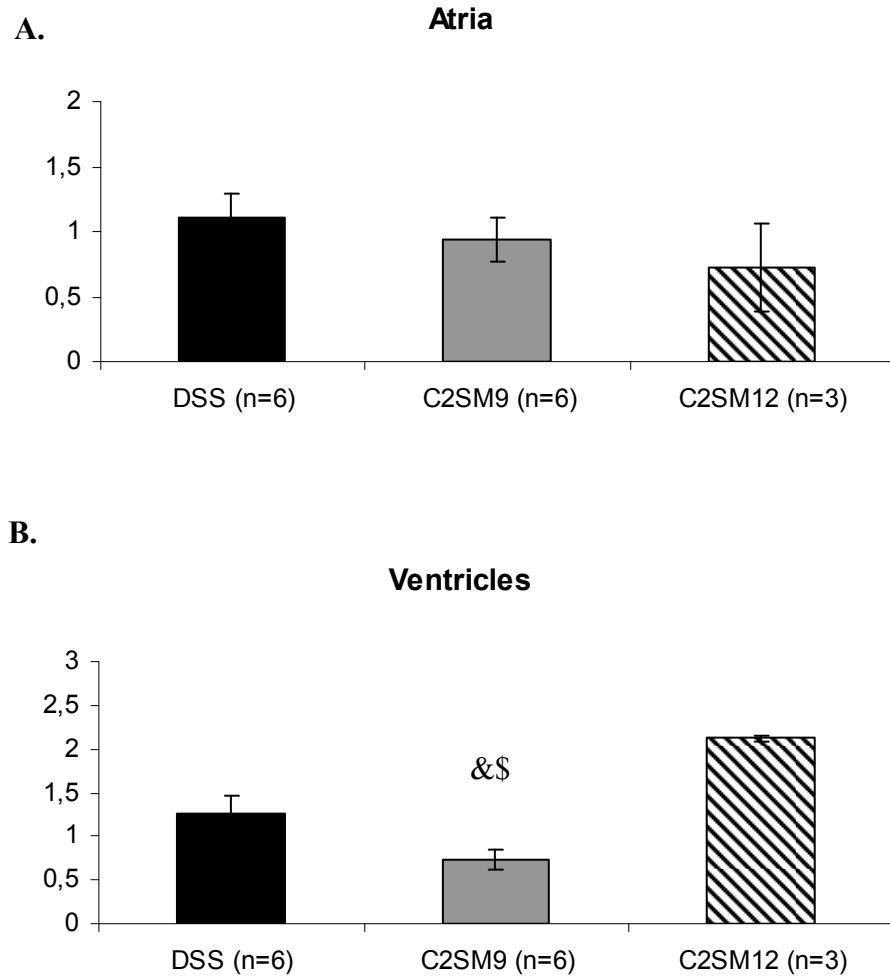 A.
Atria
2
1,5
1
0,5
0
DSS (n=6) C2SM9 (n=6) C2SM12 (n=3)
B.
Ventricles
3
2,5
2
1,5
1
0,5
0
&$
DSS (n=6) C2SM9 (n=6) C2SM12 (n=3)